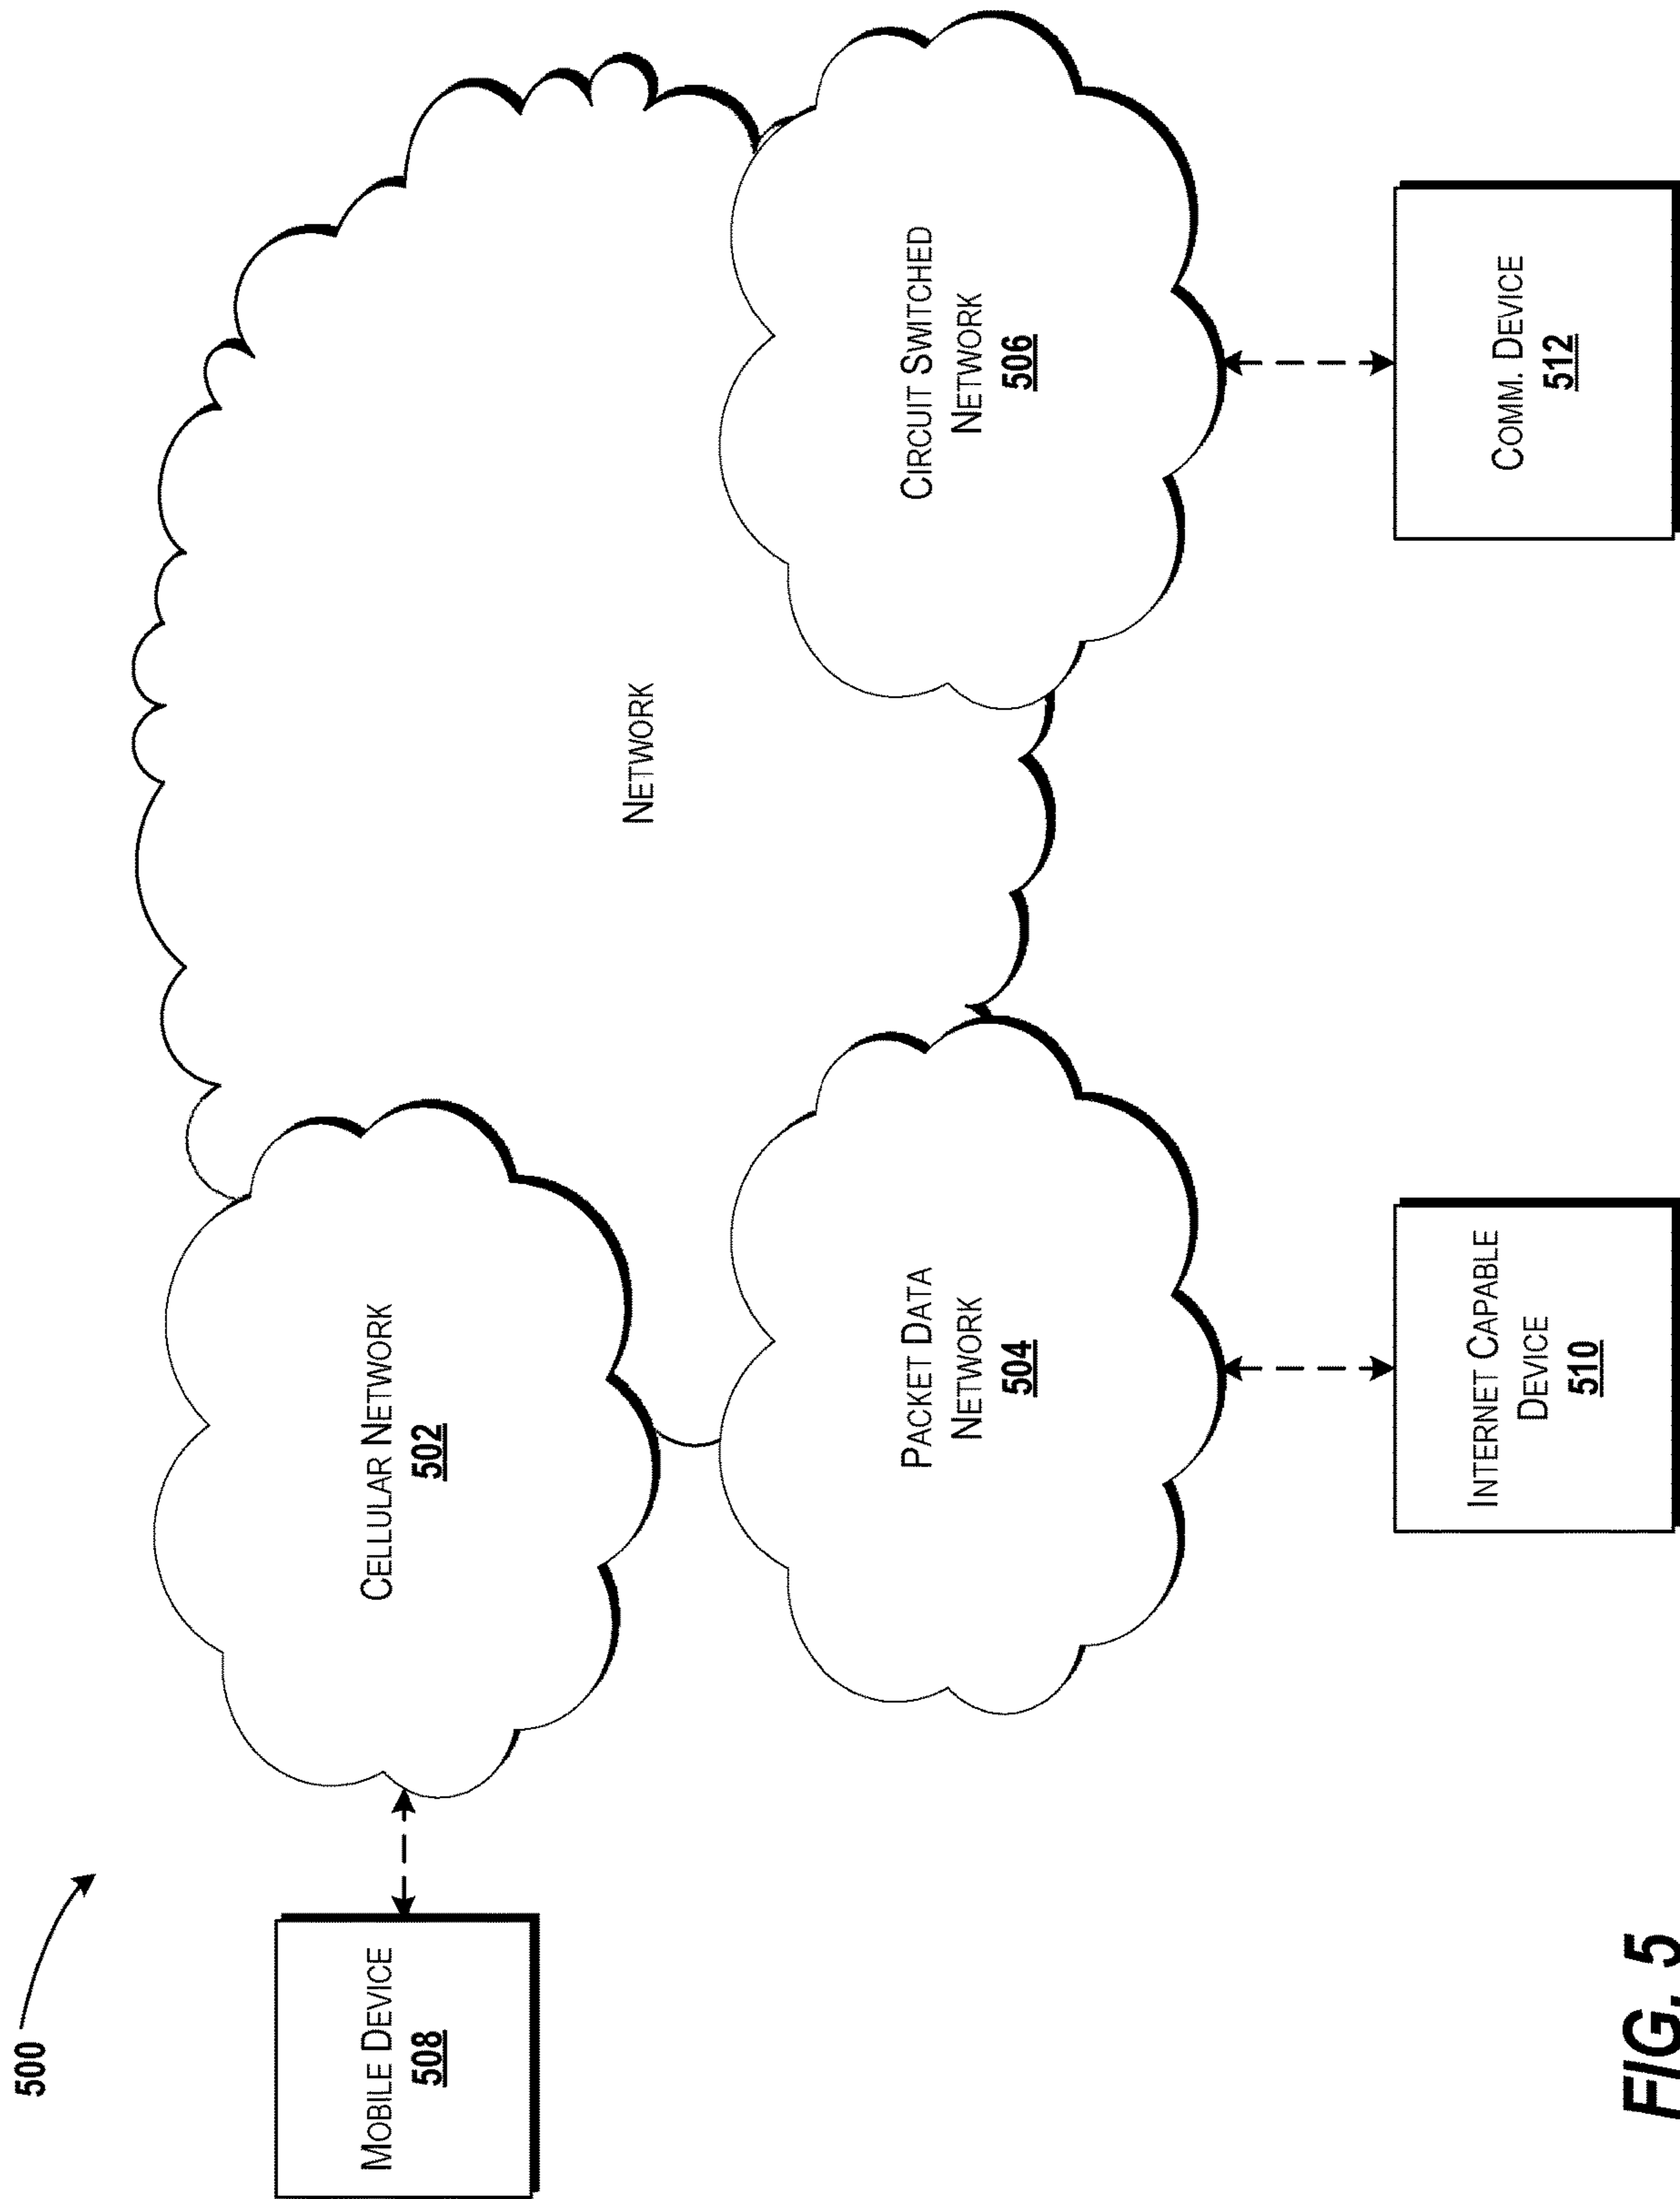 500
MOBILE DEVICE
508
CELLULAR NETWORK
502
NETWORK
PACKET DATA
NETWORK
504
CIRCUIT SWITCHED
NETWORK
506
INTERNET CAPABLE
DEVICE
510
COMM. DEVICE
512
FIG. 5